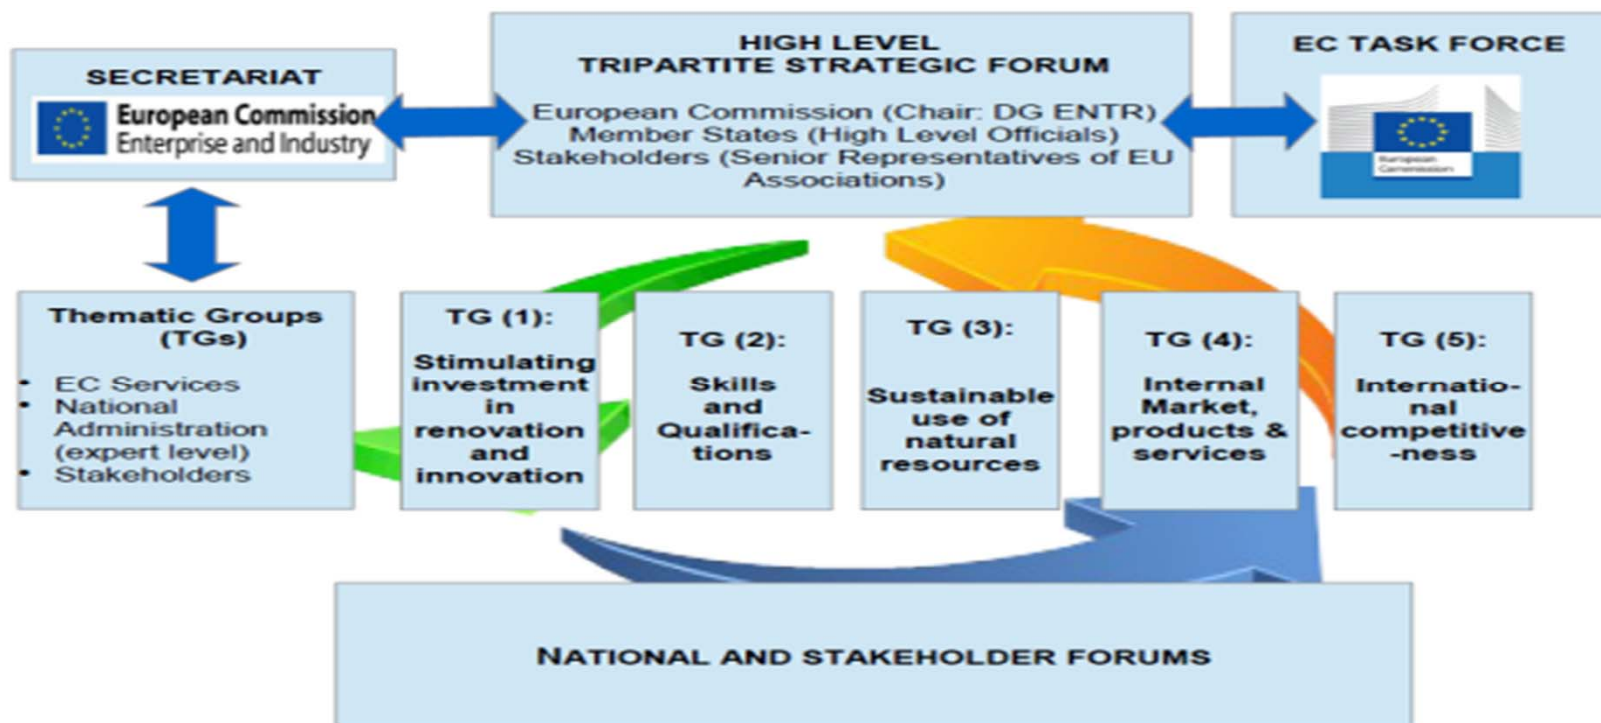 SECRETARIAT
European Commission
Enterprise and Industry
HIGH LEVEL
TRIPARTITE STRATEGIC FORUM
European Commission (Chair: DG ENTR)
Member States (High Level Officials)
Stakeholders (Senior Representatives of EU
Associations)
EC TASK FORCE
European
Commission
Thematic Groups
(TGs)
• EC Services
• National
Administration
(expert level)
• Stakeholders
TG (1):
Stimulating
investment
in
renovation
and
innovation
TG (2):
Skills
and
Qualifica-
tions
TG (3):
Sustainable
use of
natural
resources
TG (4):
Internal
Market,
products &
services
TG (5):
Internatio-
nal
competitive
-ness
NATIONAL AND STAKEHOLDER FORUMS